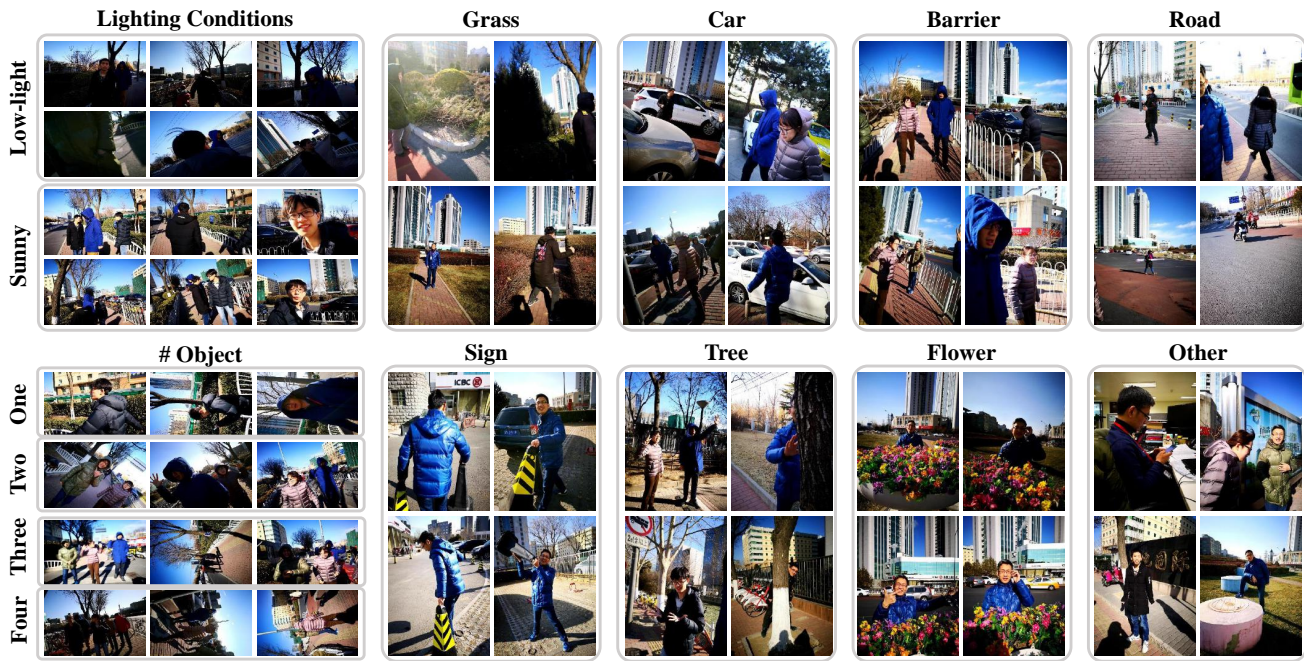 Lighting Conditions
Grass
Car
Barrier
Road
Low-light
Sunny
# Object
Sign
Tree
Flower
Other
One
Two
Three
Four
ICBC